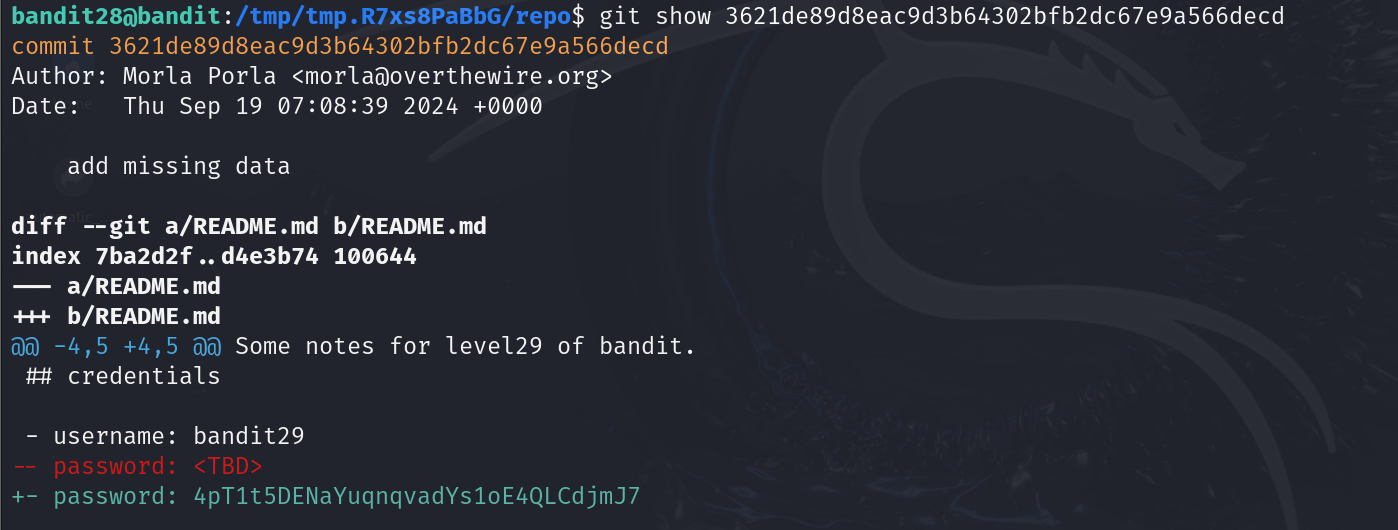 bandit28@bandit:/tmp/tmp.R7xs8PaBbG/repo$ git show 3621de89d8eac9d3b64302bfb2dc67e9a566decd
commit 3621de89d8eac9d3b64302bfb2dc67e9a566decd
Author: Morla Porla <morla@overthewire.org>
Date:   Thu Sep 19 07:08:39 2024 +0000

    add missing data

diff --git a/README.md b/README.md
index 7ba2d2f..d4e3b74 100644
--- a/README.md
+++ b/README.md
@@ -4,5 +4,5 @@ Some notes for level29 of bandit.
 ## credentials

 - username: bandit29
-- password: <TBD>
+- password: 4pT1t5DENaYuqnqvadYs1oE4QLCdjmJ7